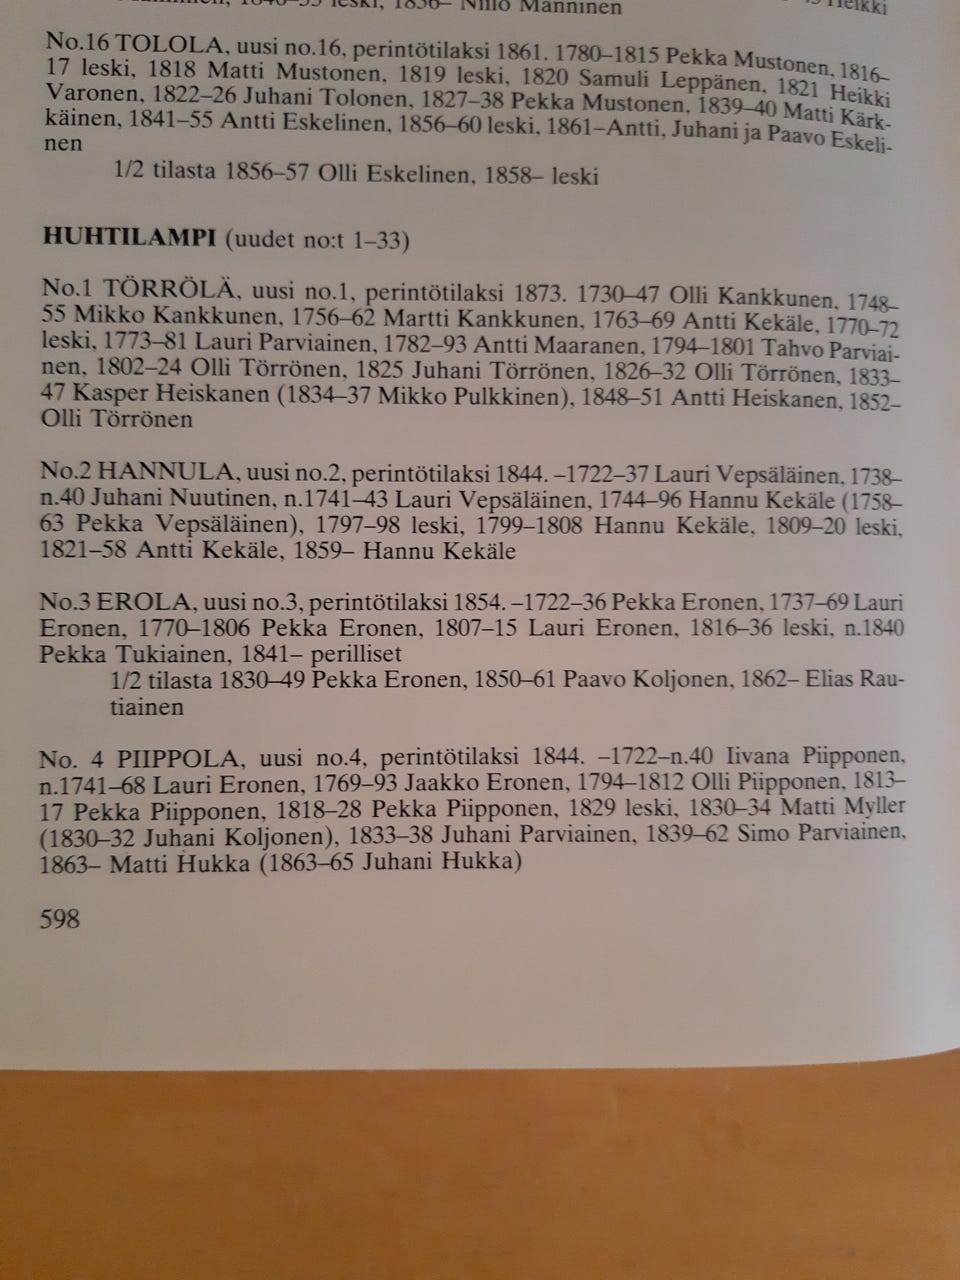 leski, 1856– Niilo Manninen
Heikki
No.16 TOLOLA, uusi no.16, perintötilaksi 1861. 1780–1815 Pekka Mustonen, 1816–
17 leski, 1818 Matti Mustonen, 1819 leski, 1820 Samuli Leppänen, 1821 Heikki
Varonen, 1822–26 Juhani Tolonen, 1827–38 Pekka Mustonen, 1839–40 Matti Kärk-
käinen, 1841–55 Antti Eskelinen, 1856–60 leski, 1861–Antti, Juhani ja Paavo Eskeli-
nen
1/2 tilasta 1856–57 Olli Eskelinen, 1858– leski
HUHTILAMPI (uudet no:t 1–33)
No.1 TÖRRÖLÄ, uusi no.1, perintötilaksi 1873. 1730–47 Olli Kankkunen, 1748–
55 Mikko Kankkunen, 1756–62 Martti Kankkunen, 1763–69 Antti Kekäle, 1770–72
leski, 1773–81 Lauri Parviainen, 1782–93 Antti Maaranen, 1794–1801 Tahvo Parviai-
nen, 1802–24 Olli Törrönen, 1825 Juhani Törrönen, 1826–32 Olli Törrönen, 1833–
47 Kasper Heiskanen (1834–37 Mikko Pulkkinen), 1848–51 Antti Heiskanen, 1852–
Olli Törrönen
No.2 HANNULA, uusi no.2, perintötilaksi 1844. –1722–37 Lauri Vepsäläinen, 1738–
n.40 Juhani Nuutinen, n.1741–43 Lauri Vepsäläinen, 1744–96 Hannu Kekäle (1758–
63 Pekka Vepsäläinen), 1797–98 leski, 1799–1808 Hannu Kekäle, 1809–20 leski,
1821–58 Antti Kekäle, 1859– Hannu Kekäle
No.3 EROLA, uusi no.3, perintötilaksi 1854. –1722–36 Pekka Eronen, 1737–69 Lauri
Eronen, 1770–1806 Pekka Eronen, 1807–15 Lauri Eronen, 1816–36 leski, n.1840
Pekka Tukiainen, 1841– perilliset
1/2 tilasta 1830–49 Pekka Eronen, 1850–61 Paavo Koljonen, 1862– Elias Rau-
tiainen
No. 4 PIIPPOLA, uusi no.4, perintötilaksi 1844. –1722–n.40 Iivana Piipponen,
n.1741–68 Lauri Eronen, 1769–93 Jaakko Eronen, 1794–1812 Olli Piipponen, 1813–
17 Pekka Piipponen, 1818–28 Pekka Piipponen, 1829 leski, 1830–34 Matti Myller
(1830–32 Juhani Koljonen), 1833–38 Juhani Parviainen, 1839–62 Simo Parviainen,
1863– Matti Hukka (1863–65 Juhani Hukka)
598